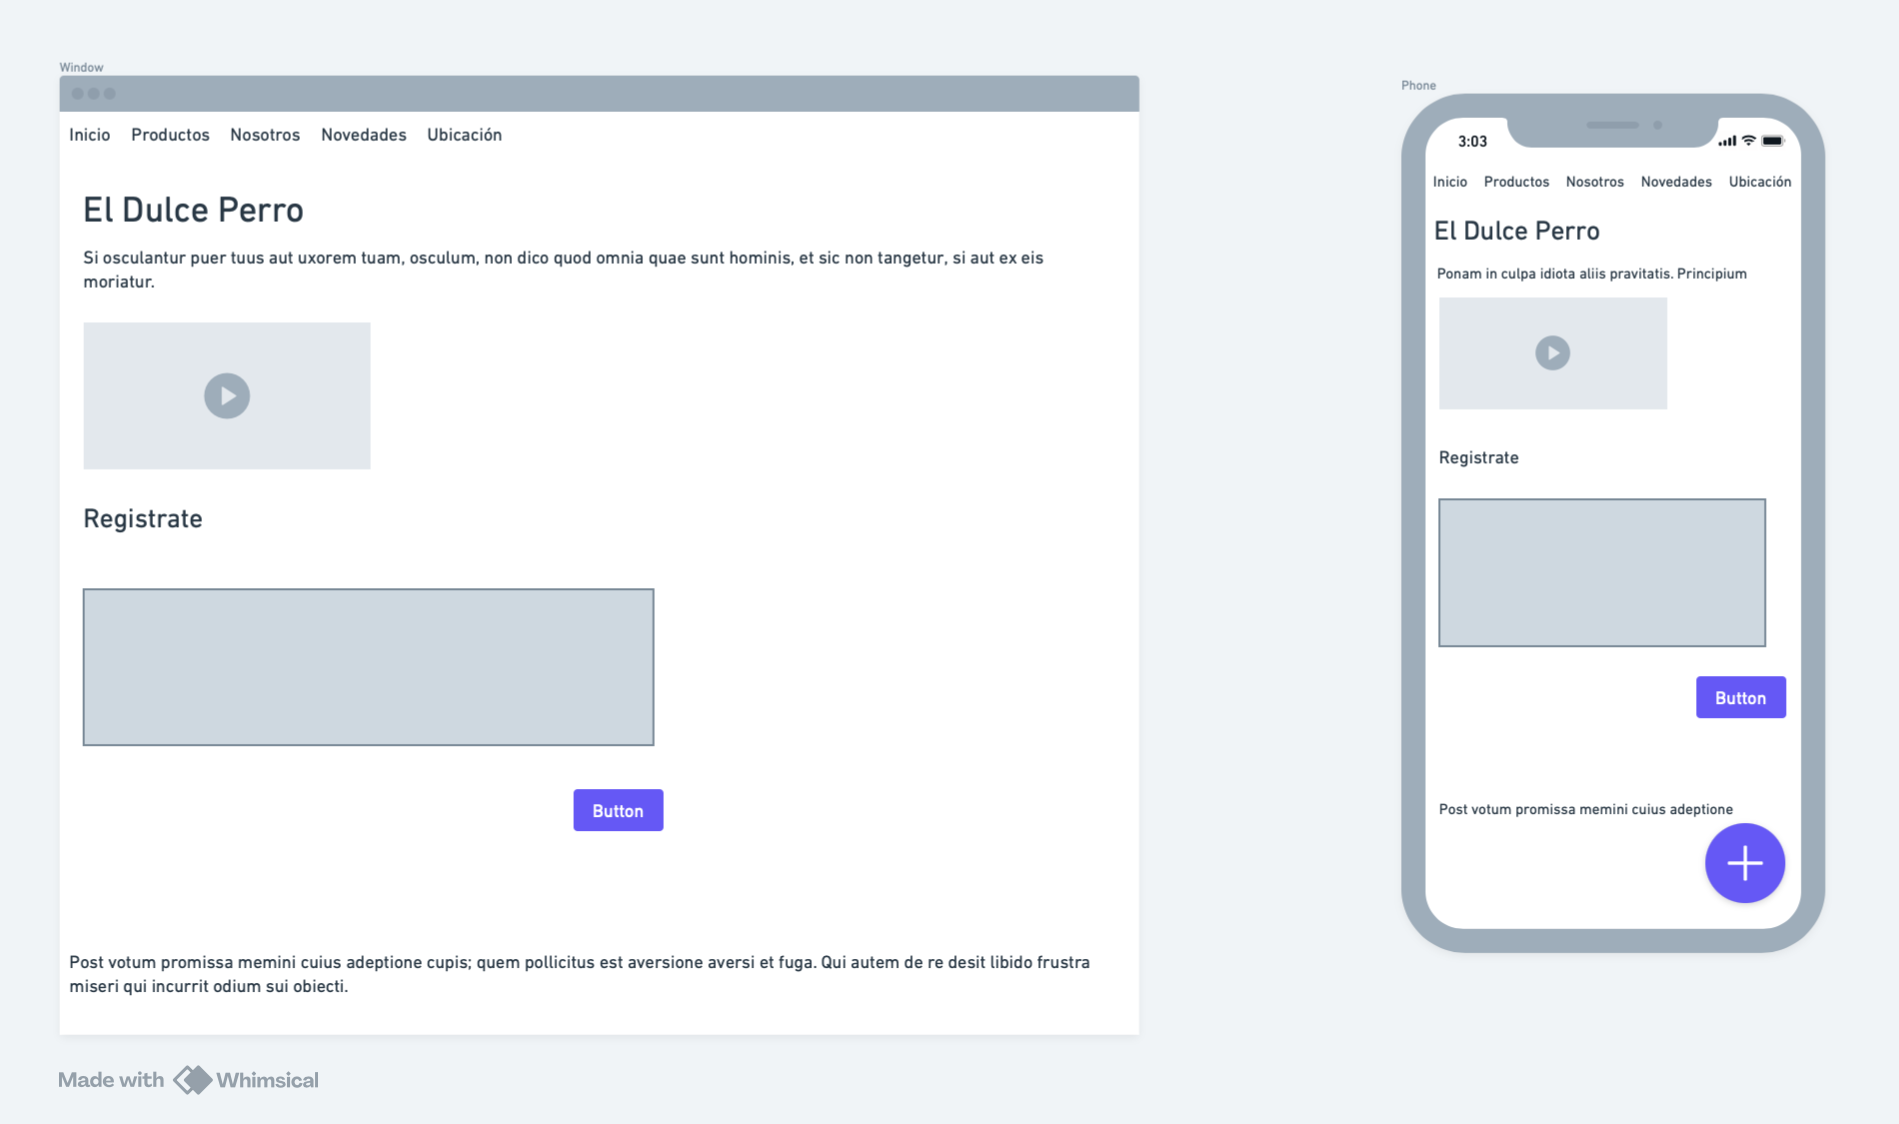 Window
Inicio Productos Nosotros Novedades Ubicación
El Dulce Perro
Si osculantur puer tuus aut uxorem tuam, osculum, non dico quod omnia quae sunt hominis, et sic non tangetur, si aut ex eis
moriatur.
Registrate
Button
Post votum promissa memini cuius adeptione cupis; quem pollicitus est aversione aversi et fuga. Qui autem de re desit libido frustra
miseri qui incurrit odium sui obiecti.
Phone
3:03
Inicio Productos Nosotros Novedades Ubicación
El Dulce Perro
Ponam in culpa idiota aliis pravitatis. Principium
Registrate
Button
Post votum promissa memini cuius adeptione
Made with Whimsical